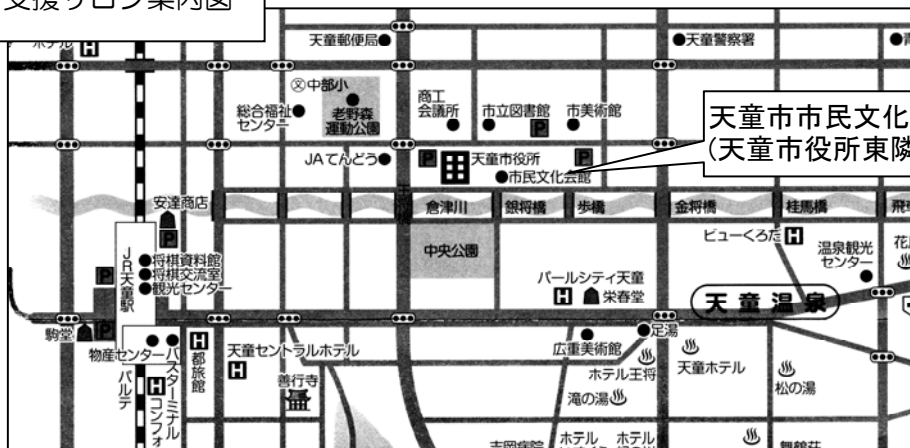 支援サロン案内図
ホテル
天童郵便局
天童警察署
中部小
老野森
運動公園
総合福祉
センター
商工
会議所
市立図書館
市美術館
天童市市民文化
(天童市役所東隣
JAてんどう
P
天童市役所
P
市民文化会館
安達商店
倉津川
銀将橋
歩橋
金将橋
桂馬橋
中央公園
ビューくろだ
H
温泉観光
センター
JR天童駅
将棋資料館
将棋交流室
観光センター
パールシティ天童
H
栄春堂
天童温泉
駒堂
P
物産センター
バスターミナル
パルテ
H
都旅館
天童セントラルホテル
H
善行寺
広重美術館
足湯
ホテル王将
滝の湯
天童ホテル
松の湯
吉岡病院
ホテル
ホテル
舞鶴荘